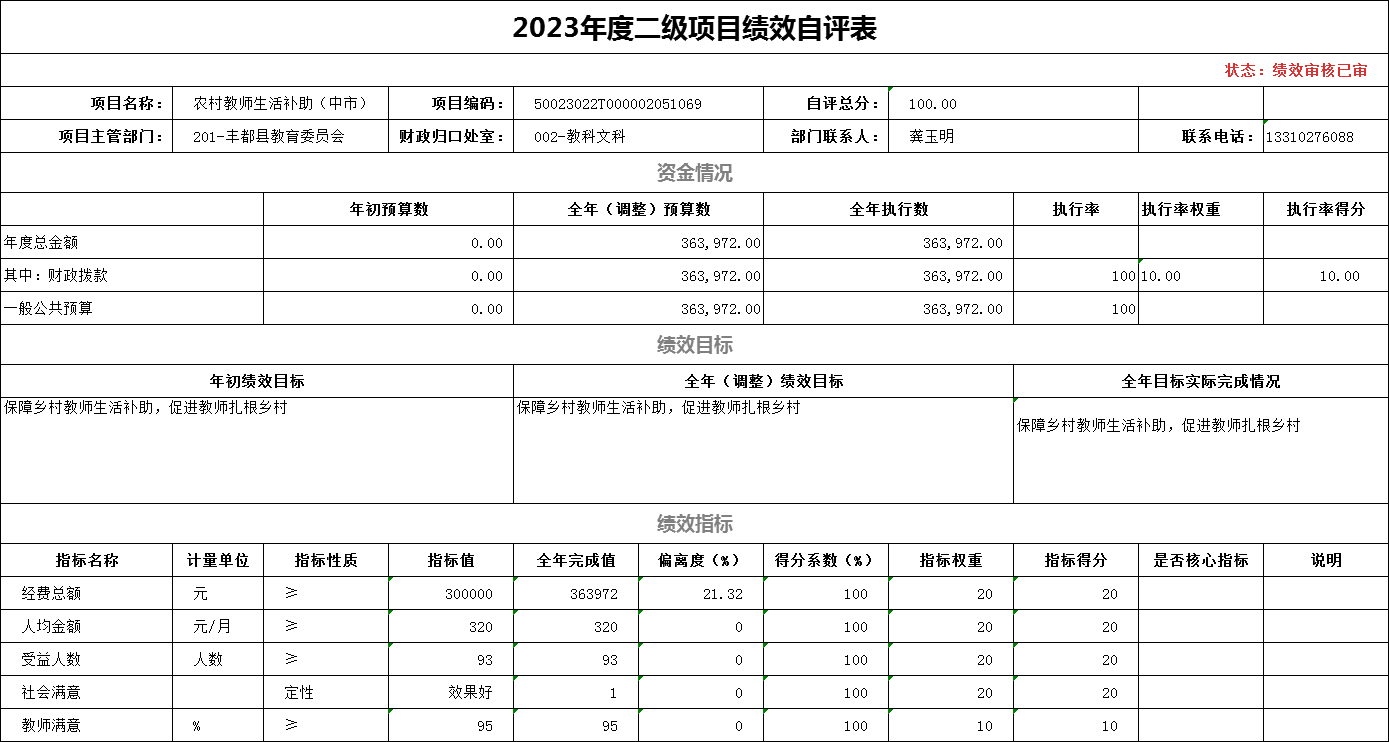 2023年度二级项目绩效自评表
状态：绩效审核已审
项目名称： 农村教师生活补助（中市） 项目编码： 50023022T000002051069 自评总分： 100.00
项目主管部门： 201-丰都县教育委员会 财政归口处室： 002-教科文科 部门联系人： 龚玉明 联系电话： 13310276088
资金情况
年初预算数 全年（调整）预算数 全年执行数 执行率 执行率权重 执行率得分
年度总金额 0.00 363,972.00 363,972.00
其中：财政拨款 0.00 363,972.00 363,972.00 100 10.00 10.00
一般公共预算 0.00 363,972.00 363,972.00 100
绩效目标
年初绩效目标 全年（调整）绩效目标 全年目标实际完成情况
保障乡村教师生活补助，促进教师扎根乡村 保障乡村教师生活补助，促进教师扎根乡村 保障乡村教师生活补助，促进教师扎根乡村
绩效指标
指标名称 计量单位 指标性质 指标值 全年完成值 偏离度（%） 得分系数（%） 指标权重 指标得分 是否核心指标 说明
经费总额 元 ≥ 300000 363972 21.32 100 20 20
人均金额 元/月 ≥ 320 320 0 100 20 20
受益人数 人数 ≥ 93 93 0 100 20 20
社会满意 定性 效果好 1 0 100 20 20
教师满意 % ≥ 95 95 0 100 10 10